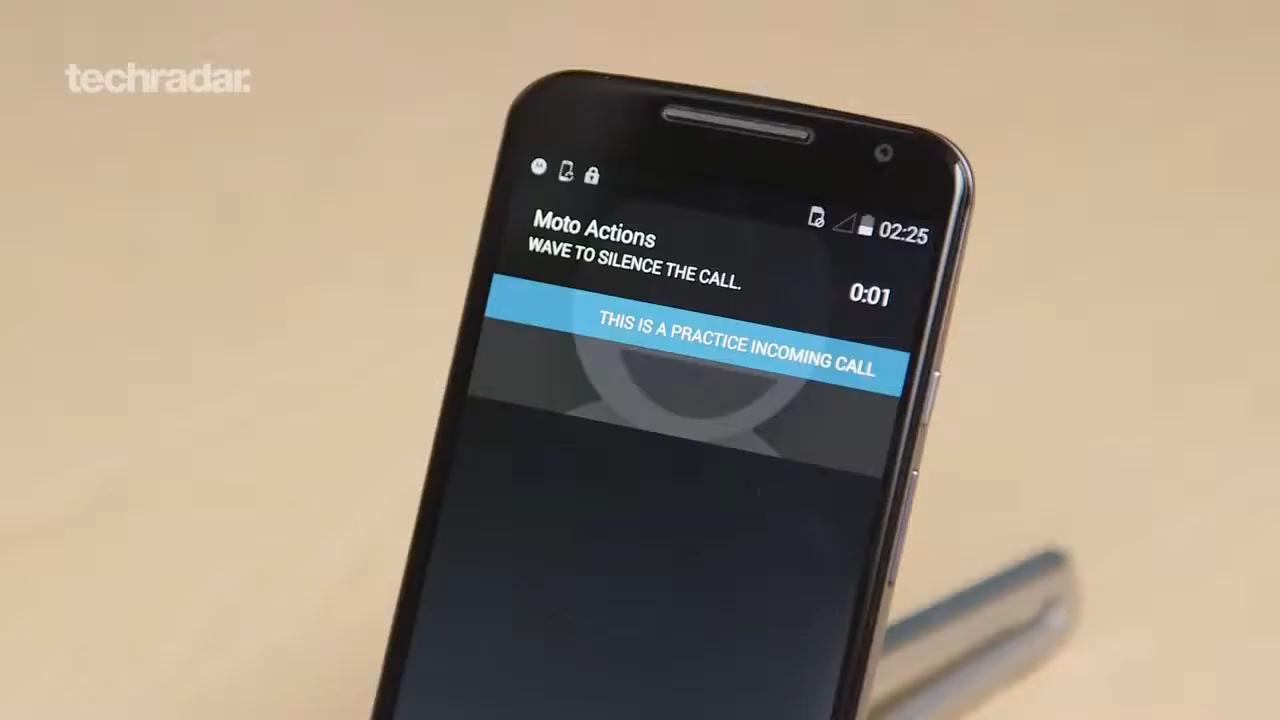 techradar.
02:25
Moto Actions
WAVE TO SILENCE THE CALL.
0:01
THIS IS A PRACTICE INCOMING CALL